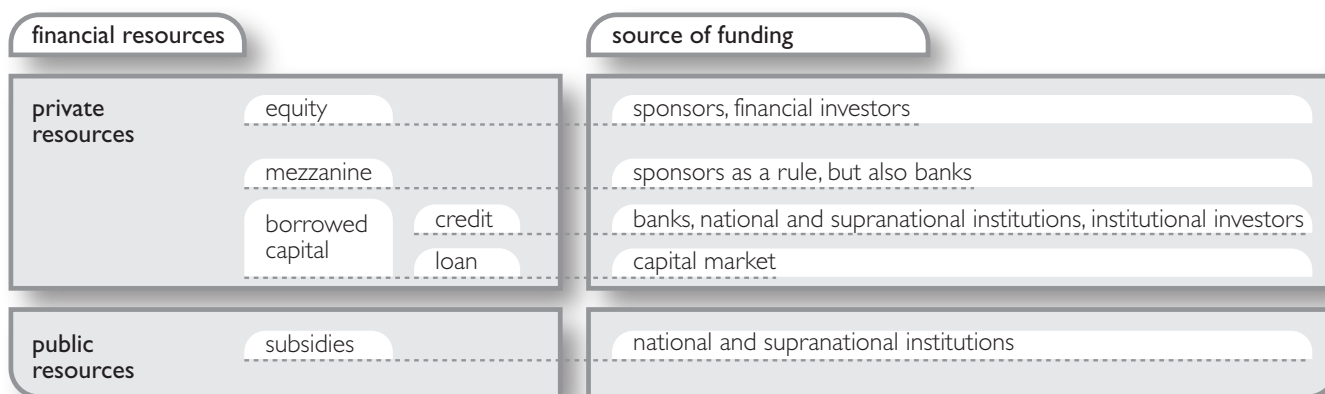 financial resources
source of funding
private
resources
equity
sponsors, financial investors
mezzanine
sponsors as a rule, but also banks
borrowed
capital
credit
banks, national and supranational institutions, institutional investors
loan
capital market
public
resources
subsidies
national and supranational institutions